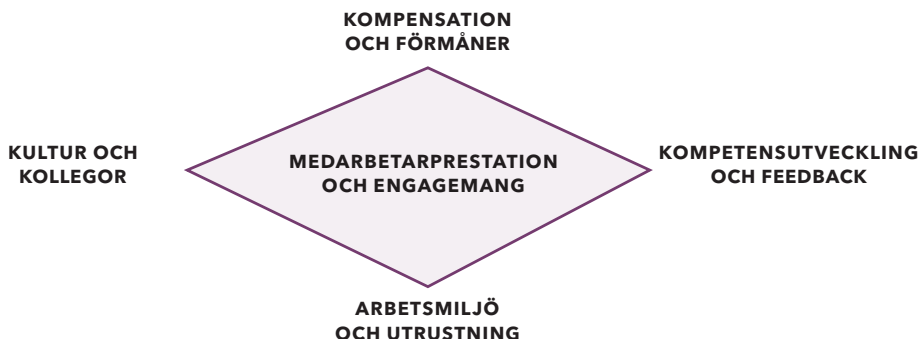 KOMPENSATION
OCH FÖRMÅNER
KULTUR OCH
KOLLEGOR
MEDARBETARPRESTATION
OCH ENGAGEMANG
KOMPETENSUTVECKLING
OCH FEEDBACK
ARBETSMILJÖ
OCH UTRUSTNING